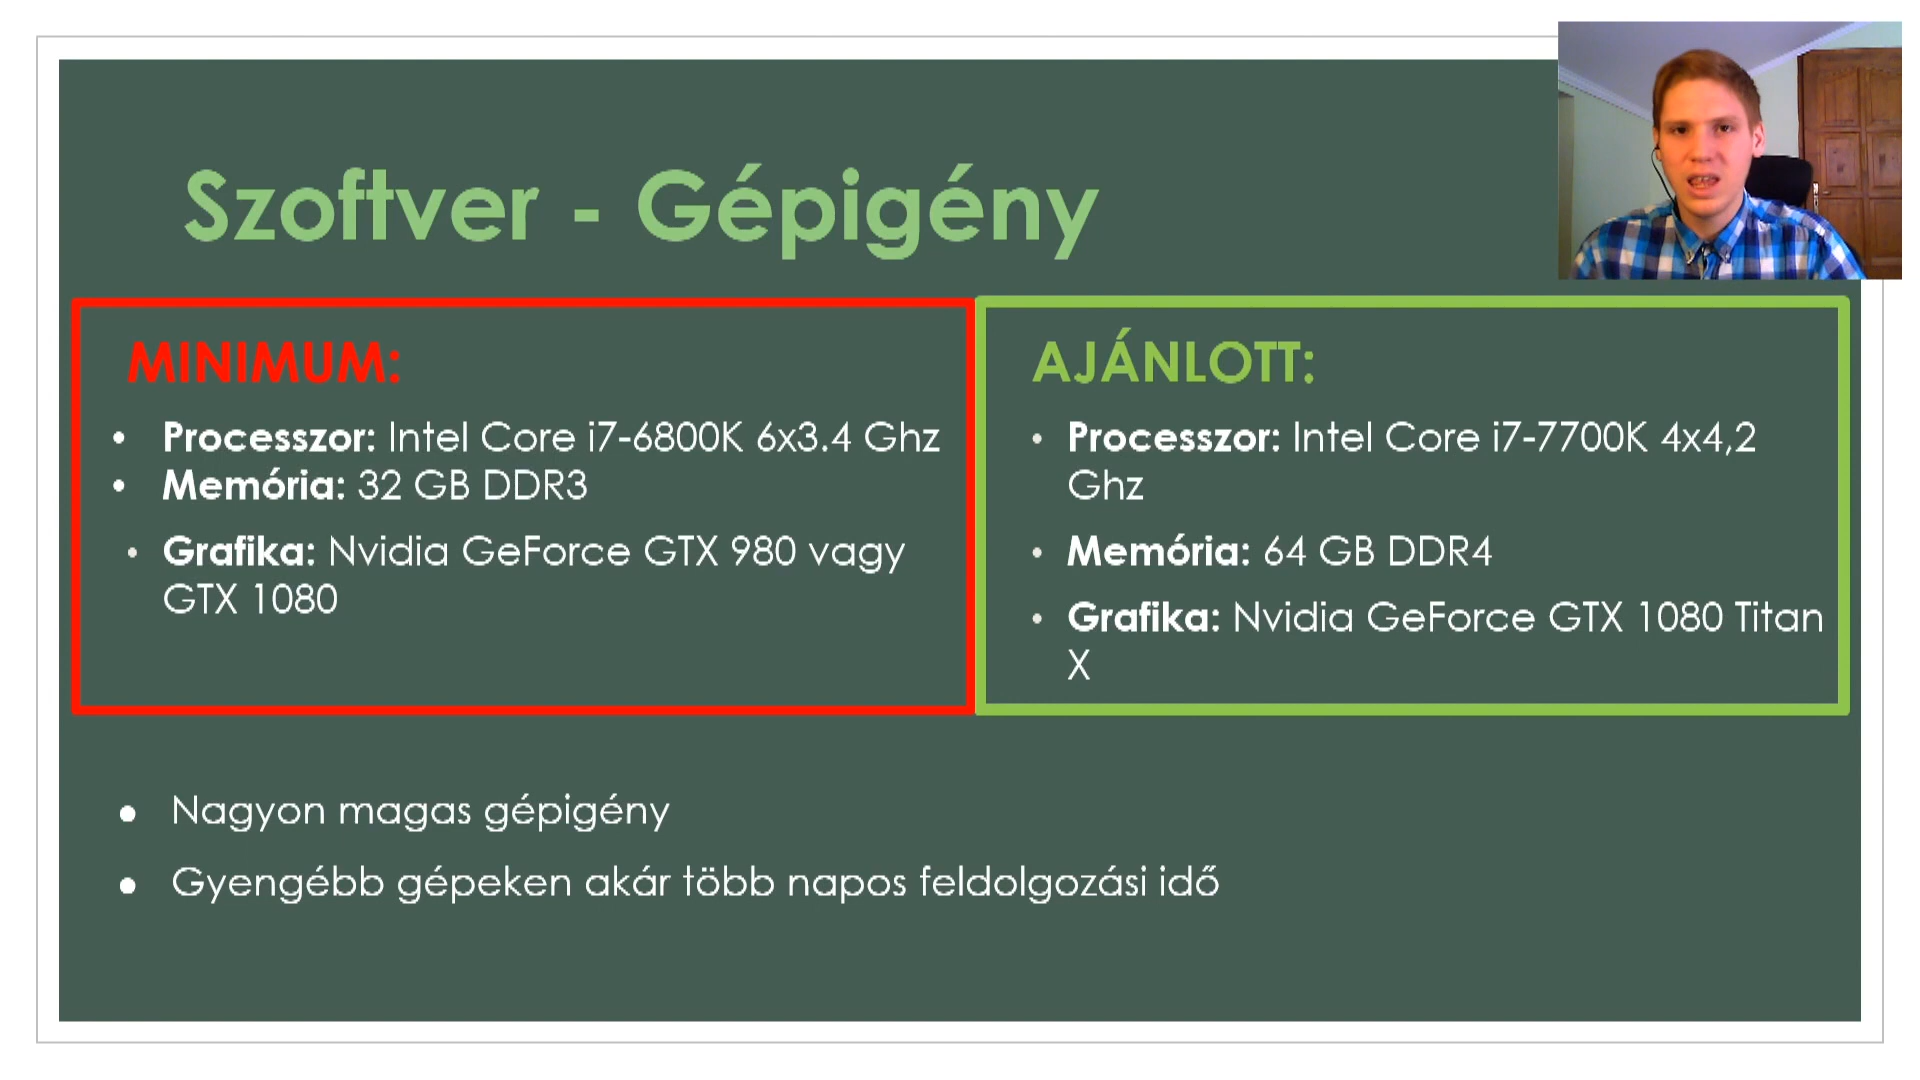 Szoftver - Gépigény
MINIMUM:
• Processzor: Intel Core i7-6800K 6x3.4 Ghz
• Memória: 32 GB DDR3
• Grafika: Nvidia GeForce GTX 980 vagy
GTX 1080
AJÁNLOTT:
• Processzor: Intel Core i7-7700K 4x4,2
Ghz
• Memória: 64 GB DDR4
• Grafika: Nvidia GeForce GTX 1080 Titan
X
• Nagyon magas gépigény
• Gyengébb gépeken akár több napos feldolgozási idő